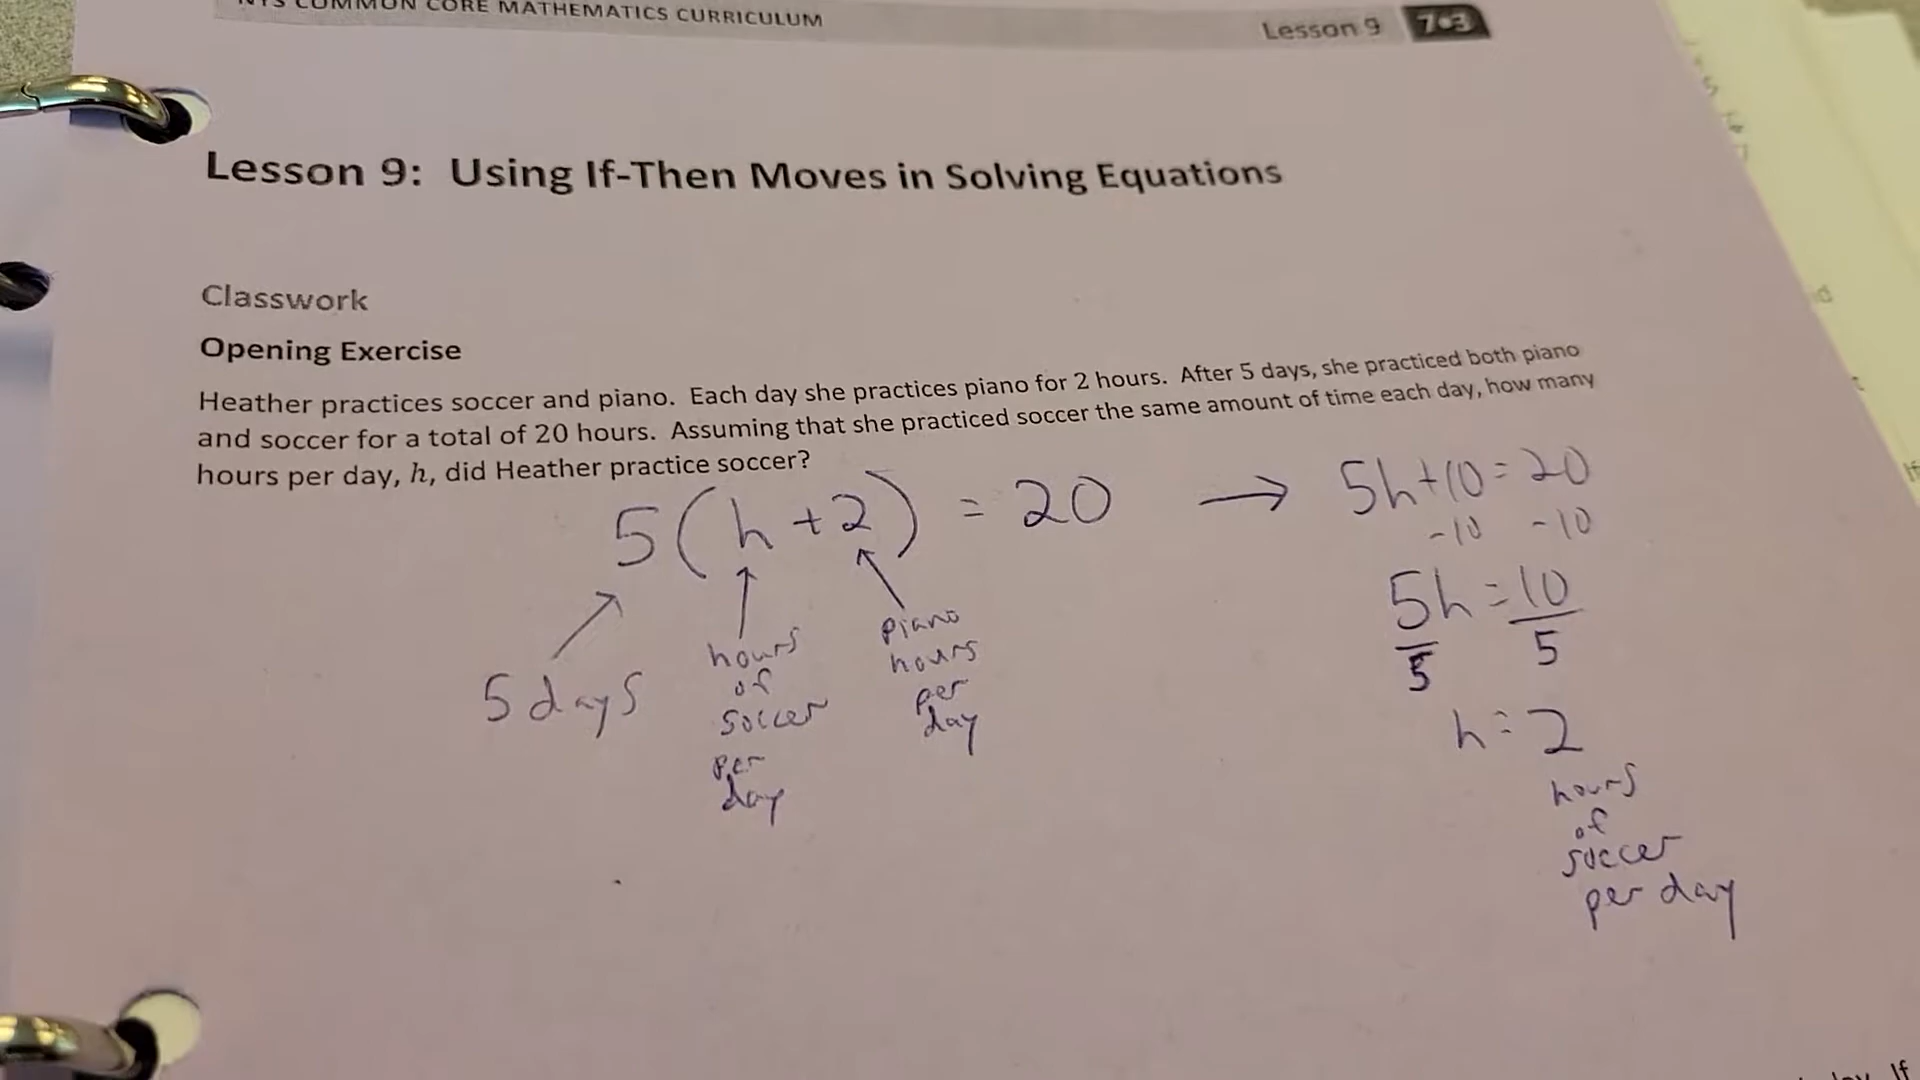 NYS COMMON CORE MATHEMATICS CURRICULUM
Lesson 9 7•3
Lesson 9: Using If-Then Moves in Solving Equations
Classwork
Opening Exercise
Heather practices soccer and piano. Each day she practices piano for 2 hours. After 5 days, she practiced both piano
and soccer for a total of 20 hours. Assuming that she practiced soccer the same amount of time each day, how many
hours per day, h, did Heather practice soccer?
5(h+2) = 20 → 5h+10=20
-10 -10
5h = 10
5 5
h = 2
hours
of
soccer
per day
5 days
hours
of
soccer
per
day
piano
hours
per
day